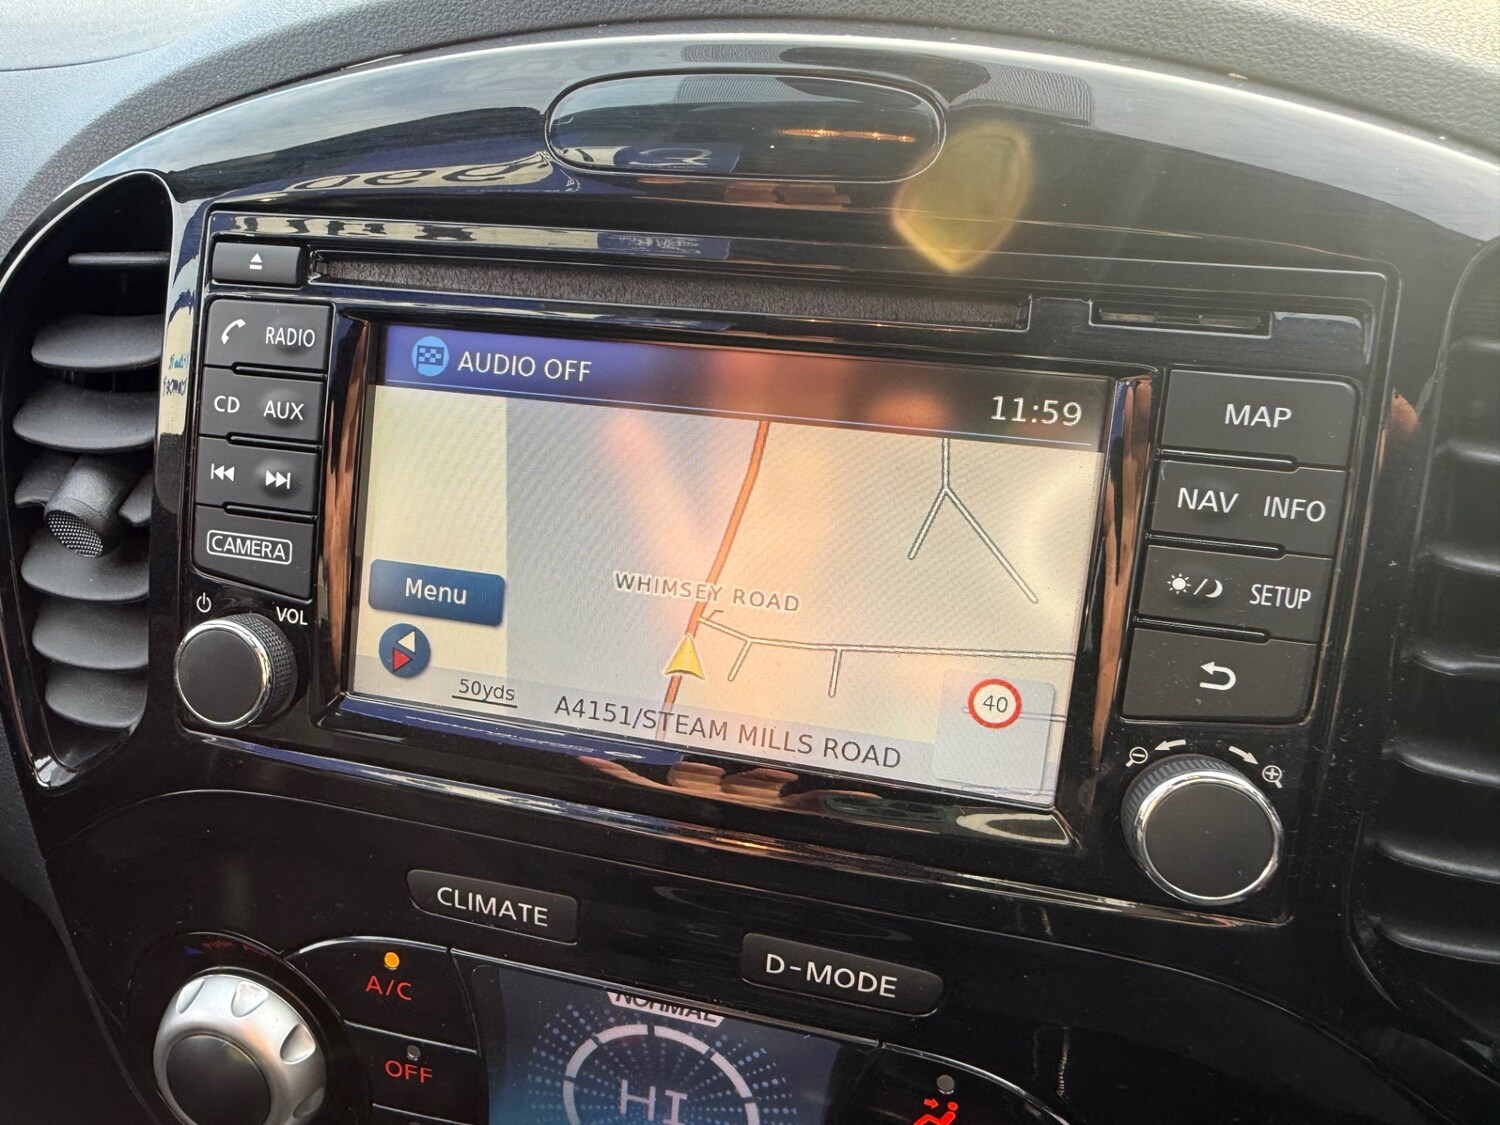 RADIO
CD AUX
CAMERA
VOL
AUDIO OFF
11:59
WHIMSEY ROAD
Menu
50yds
A4151/STEAM MILLS ROAD
40
MAP
NAV INFO
SETUP
CLIMATE
D-MODE
A/C
OFF
NORMAL
HI